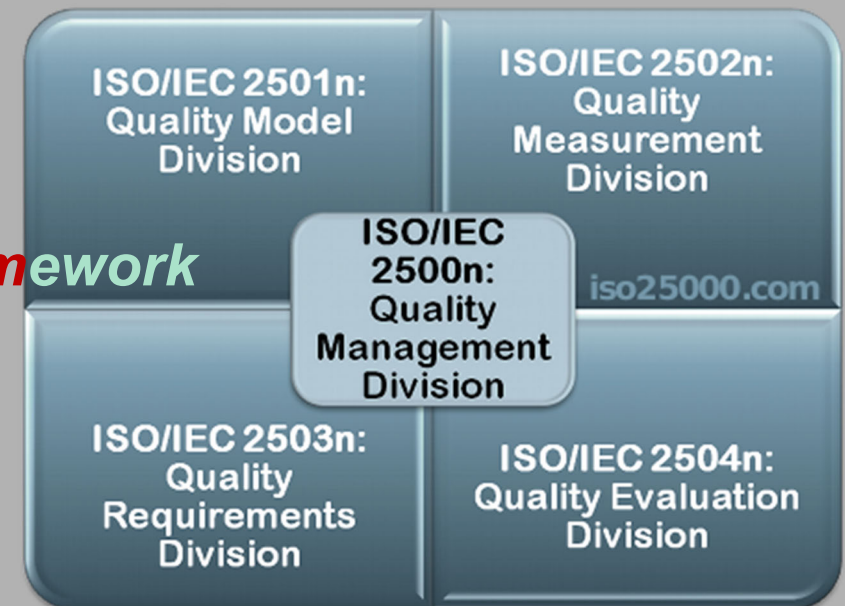 ISO/IEC 2501n:
Quality Model
Division
ISO/IEC 2502n:
Quality
Measurement
Division
mework
ISO/IEC
2500n:
Quality
Management
Division
iso25000.com
ISO/IEC 2503n:
Quality
Requirements
Division
ISO/IEC 2504n:
Quality Evaluation
Division